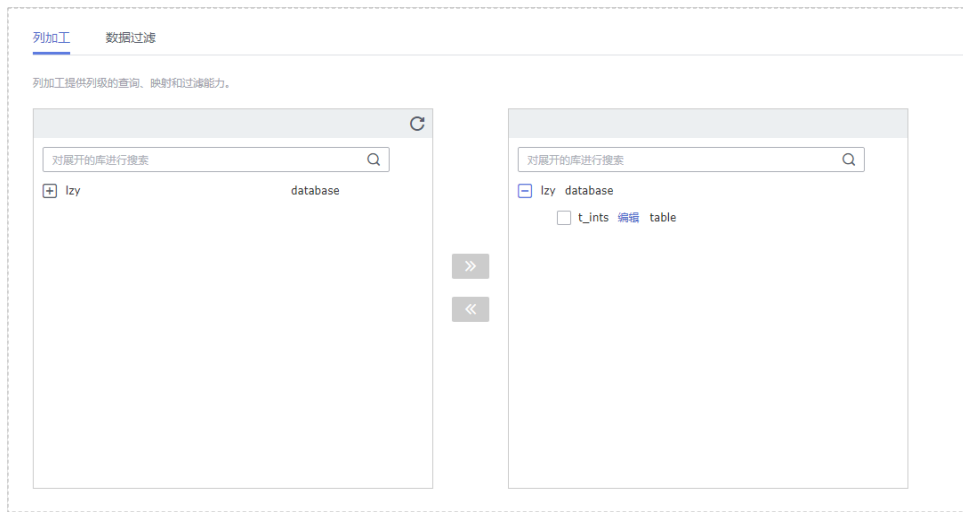 列加工 数据过滤
列加工提供列级的查询、映射和过滤能力。
对展开的库进行搜索
lzy database
对展开的库进行搜索
lzy database
t_ints 编辑 table